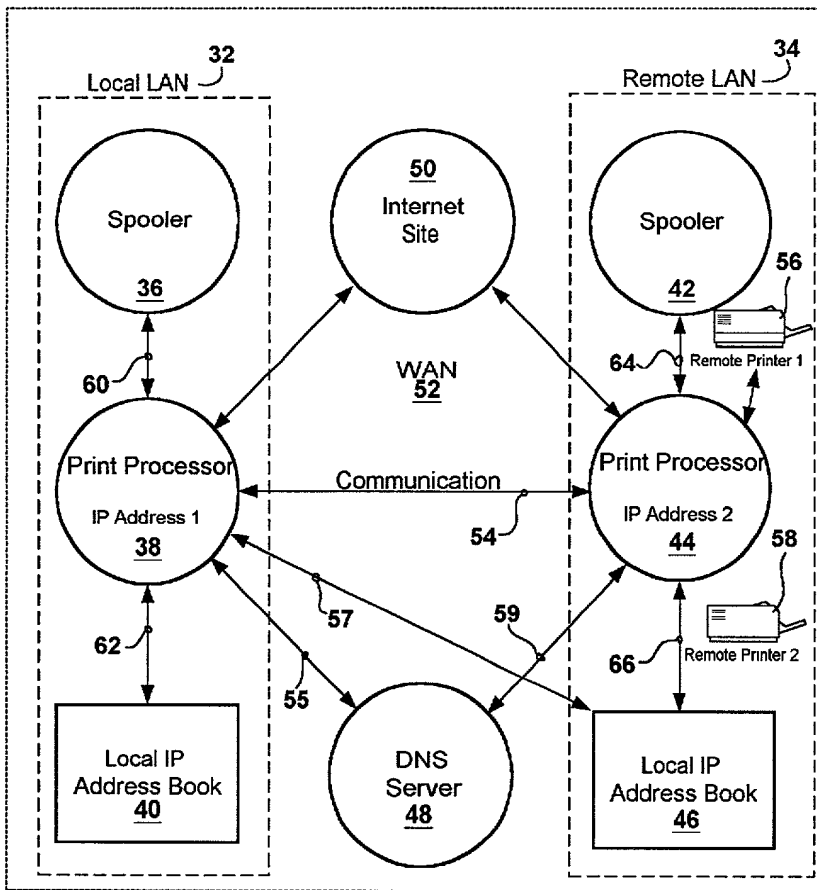 Local LAN 32
Remote LAN 34
Spooler
36
50
Internet
Site
Spooler
42
56
Remote Printer 1
60
WAN
52
64
Print Processor
IP Address 1
38
Communication
54
Print Processor
IP Address 2
44
58
Remote Printer 2
57
59
62
55
66
Local IP
Address Book
40
DNS
Server
48
Local IP
Address Book
46